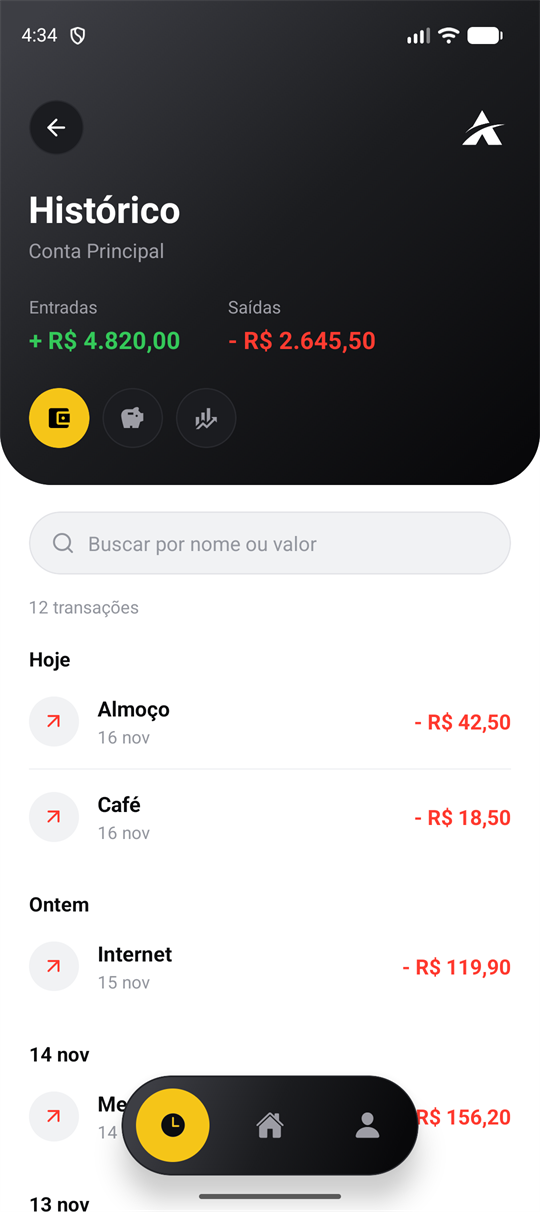 4:34
Histórico
Conta Principal
Entradas Saídas
+ R$ 4.820,00 - R$ 2.645,50
Buscar por nome ou valor
12 transações
Hoje
Almoço - R$ 42,50
16 nov
Café - R$ 18,50
16 nov
Ontem
Internet - R$ 119,90
15 nov
14 nov
R$ 156,20
14
13 nov